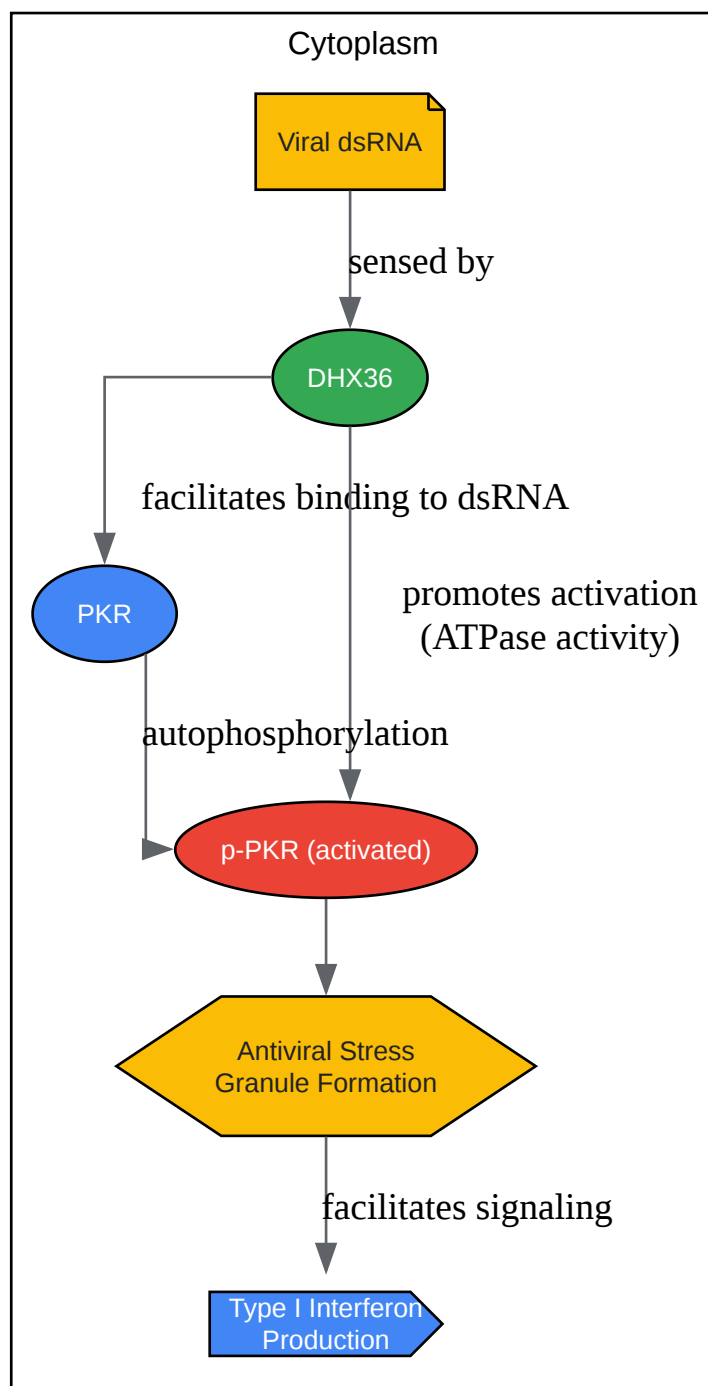 Cytoplasm
Viral dsRNA
sensed by
DHX36
facilitates binding to dsRNA
promotes activation
(ATPase activity)
PKR
autophosphorylation
p-PKR (activated)
Antiviral Stress
Granule Formation
facilitates signaling
Type I Interferon
Production